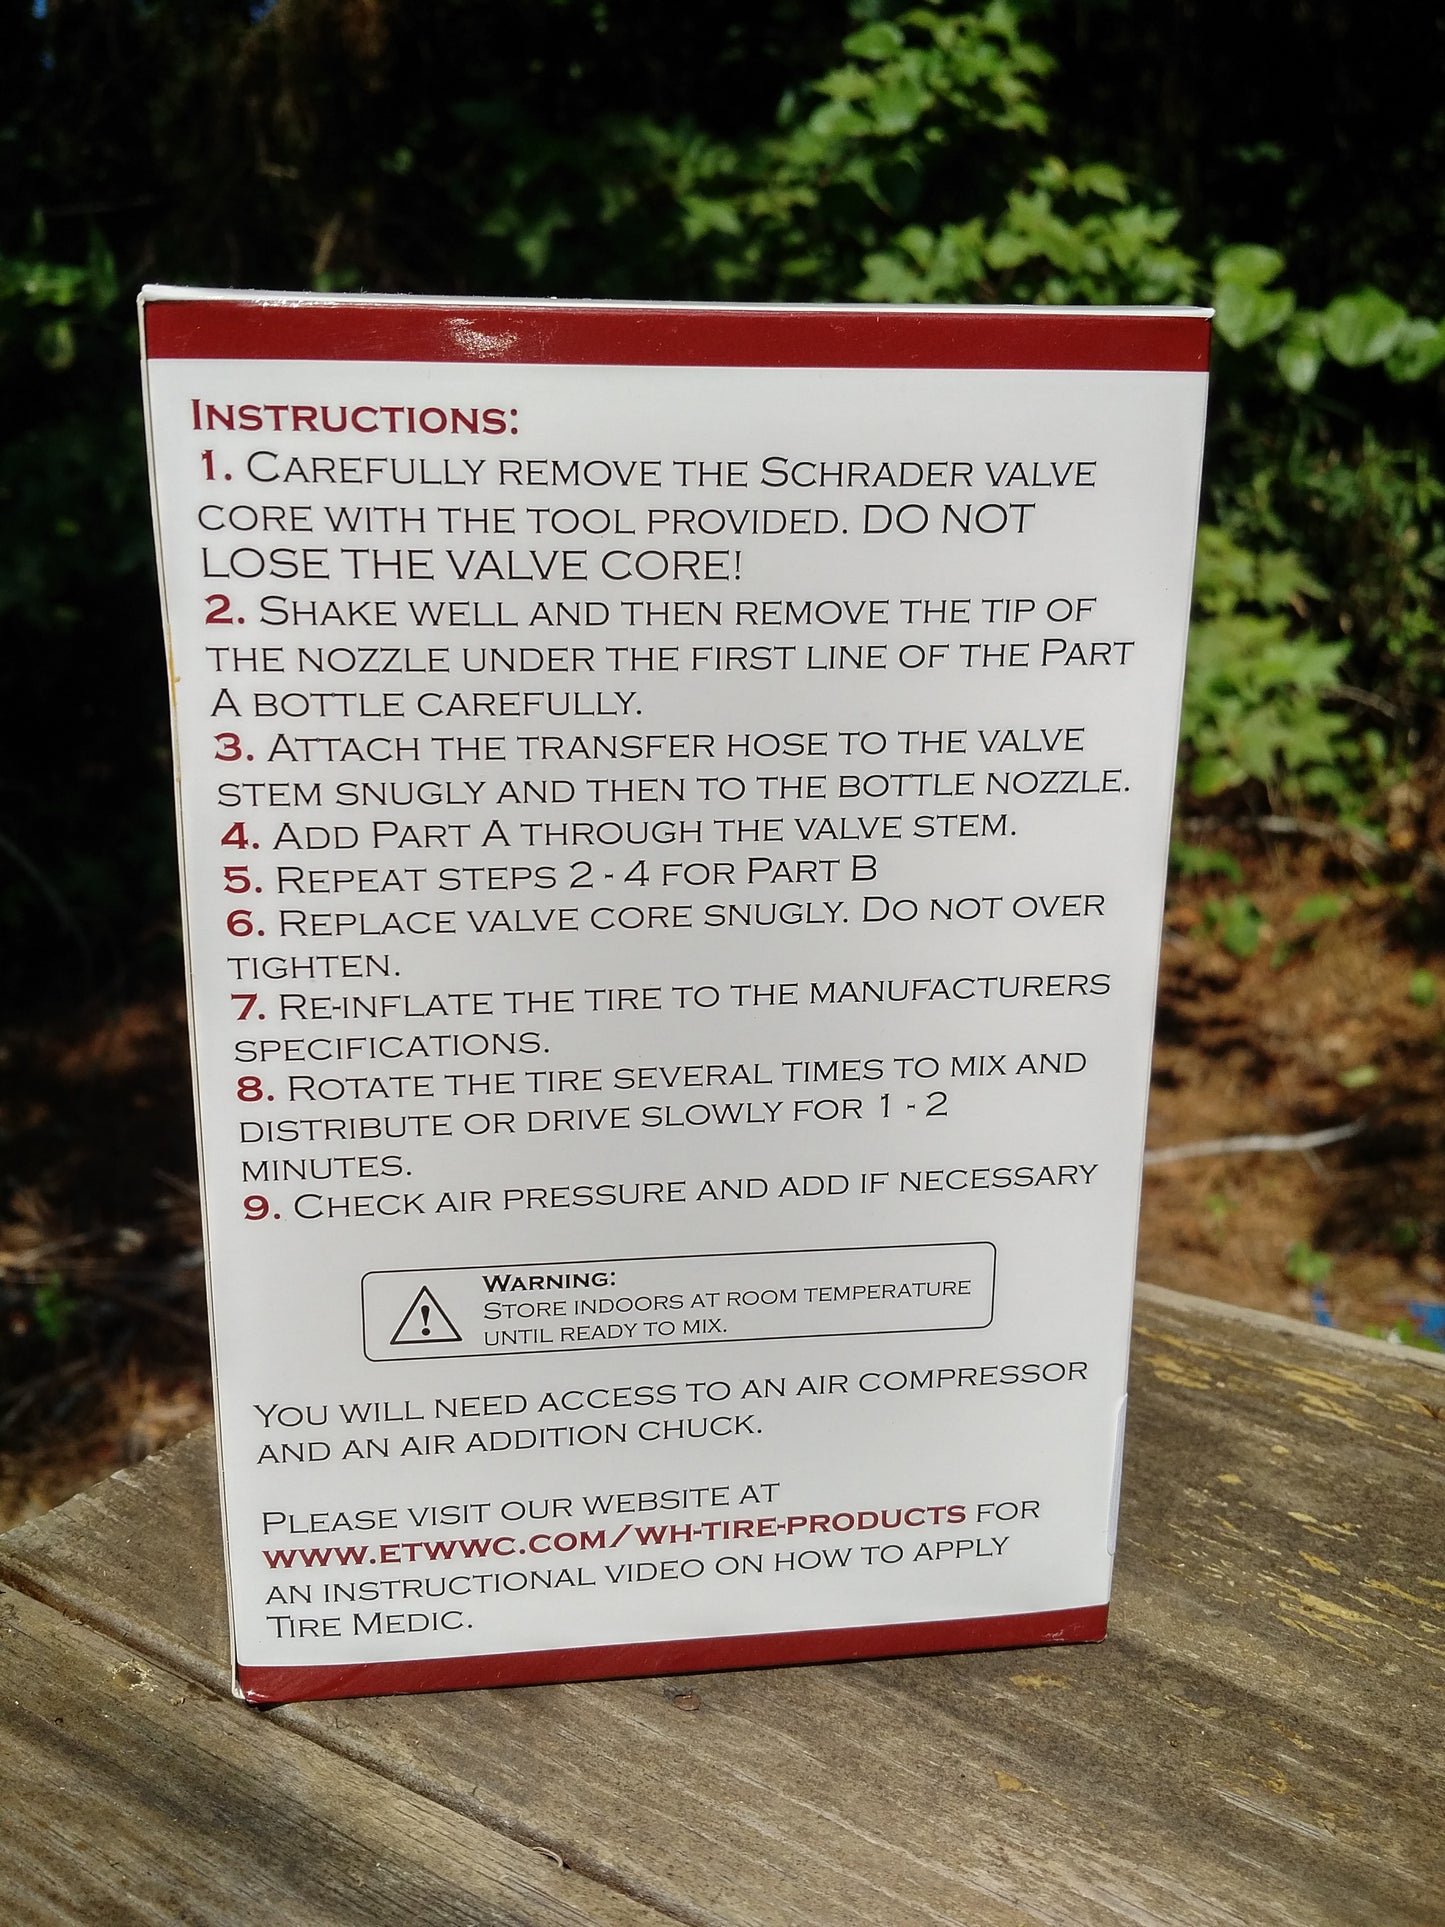 INSTRUCTIONS:
1. CAREFULLY REMOVE THE SCHRADER VALVE
CORE WITH THE TOOL PROVIDED. DO NOT
LOSE THE VALVE CORE!
2. SHAKE WELL AND THEN REMOVE THE TIP OF
THE NOZZLE UNDER THE FIRST LINE OF THE PART
A BOTTLE CAREFULLY.
3. ATTACH THE TRANSFER HOSE TO THE VALVE
STEM SNUGLY AND THEN TO THE BOTTLE NOZZLE.
4. ADD PART A THROUGH THE VALVE STEM.
5. REPEAT STEPS 2 - 4 FOR PART B
6. REPLACE VALVE CORE SNUGLY. DO NOT OVER
TIGHTEN.
7. RE-INFLATE THE TIRE TO THE MANUFACTURERS
SPECIFICATIONS.
8. ROTATE THE TIRE SEVERAL TIMES TO MIX AND
DISTRIBUTE OR DRIVE SLOWLY FOR 1 - 2
MINUTES.
9. CHECK AIR PRESSURE AND ADD IF NECESSARY
WARNING:
STORE INDOORS AT ROOM TEMPERATURE
UNTIL READY TO MIX.
YOU WILL NEED ACCESS TO AN AIR COMPRESSOR
AND AN AIR ADDITION CHUCK.
PLEASE VISIT OUR WEBSITE AT
WWW.ETWWC.COM/WH-TIRE-PRODUCTS FOR
AN INSTRUCTIONAL VIDEO ON HOW TO APPLY
TIRE MEDIC.